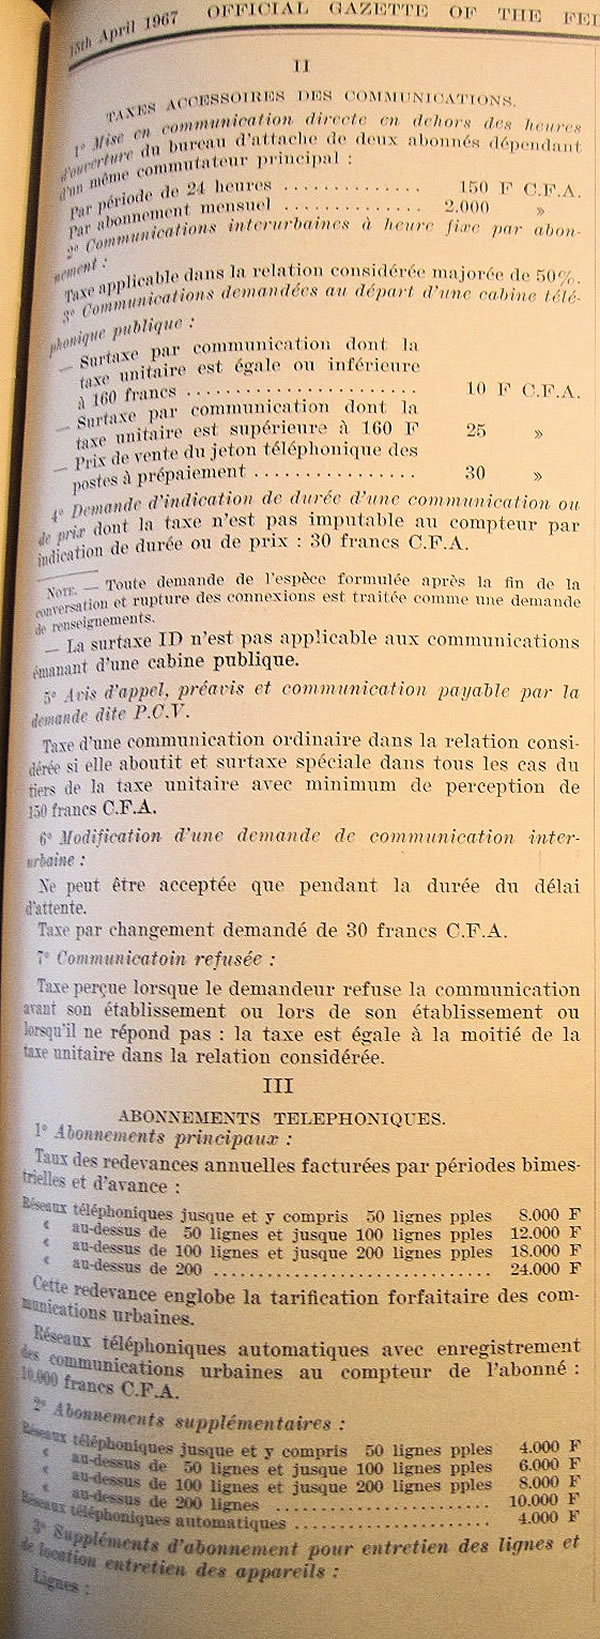 15th April 1967 OFFICIAL GAZETTE OF THE FE
II
TAXES ACCESSOIRES DES COMMUNICATIONS.
1° Mise en communication directe en dehors des heures
d'ouverture du bureau d'attache de deux abonnés dépendant
d'un même commutateur principal :
Par période de 24 heures .............. 150 F C.F.A.
Par abonnement mensuel .............. 2.000 »
2° Communications interurbaines à heure fixe par abon-
nement :
Taxe applicable dans la relation considérée majorée de 50%.
3° Communications demandées au départ d'une cabine télé-
phonique publique :
— Surtaxe par communication dont la
taxe unitaire est égale ou inférieure
à 160 francs ........................ 10 F C.F.A.
— Surtaxe par communication dont la
taxe unitaire est supérieure à 160 F 25 »
— Prix de vente du jeton téléphonique des
postes à prépaiement ................. 30 »
4° Demande d'indication de durée d'une communication ou
de prix dont la taxe n'est pas imputable au compteur par
indication de durée ou de prix : 30 francs C.F.A.
NOTE. — Toute demande de l'espèce formulée après la fin de la
conversation et rupture des connexions est traitée comme une demande
de renseignements.
— La surtaxe ID n'est pas applicable aux communications
émanant d'une cabine publique.
5° Avis d'appel, préavis et communication payable par la
demande dite P.C.V.
Taxe d'une communication ordinaire dans la relation consi-
dérée si elle aboutit et surtaxe spéciale dans tous les cas du
tiers de la taxe unitaire avec minimum de perception de
150 francs C.F.A.
6° Modification d'une demande de communication inter-
urbaine :
Ne peut être acceptée que pendant la durée du délai
d'attente.
Taxe par changement demandé de 30 francs C.F.A.
7° Communicatoin refusée :
Taxe perçue lorsque le demandeur refuse la communication
avant son établissement ou lors de son établissement ou
lorsqu'il ne répond pas : la taxe est égale à la moitié de la
taxe unitaire dans la relation considérée.
III
ABONNEMENTS TELEPHONIQUES.
1° Abonnements principaux :
Taux des redevances annuelles facturées par périodes bimes-
trielles et d'avance :
Réseaux téléphoniques jusque et y compris 50 lignes pples 8.000 F
« au-dessus de 50 lignes et jusque 100 lignes pples 12.000 F
« au-dessus de 100 lignes et jusque 200 lignes pples 18.000 F
« au-dessus de 200 ............................... 24.000 F
Cette redevance englobe la tarification forfaitaire des com-
munications urbaines.
Réseaux téléphoniques automatiques avec enregistrement
des communications urbaines au compteur de l'abonné :
10.000 francs C.F.A.
2° Abonnements supplémentaires :
Réseaux téléphoniques jusque et y compris 50 lignes pples 4.000 F
« au-dessus de 50 lignes et jusque 100 lignes pples 6.000 F
« au-dessus de 100 lignes et jusque 200 lignes pples 8.000 F
« au-dessus de 200 lignes ........................ 10.000 F
Réseaux téléphoniques automatiques ...................... 4.000 F
3° Suppléments d'abonnement pour entretien des lignes et
de location entretien des appareils :
Lignes :